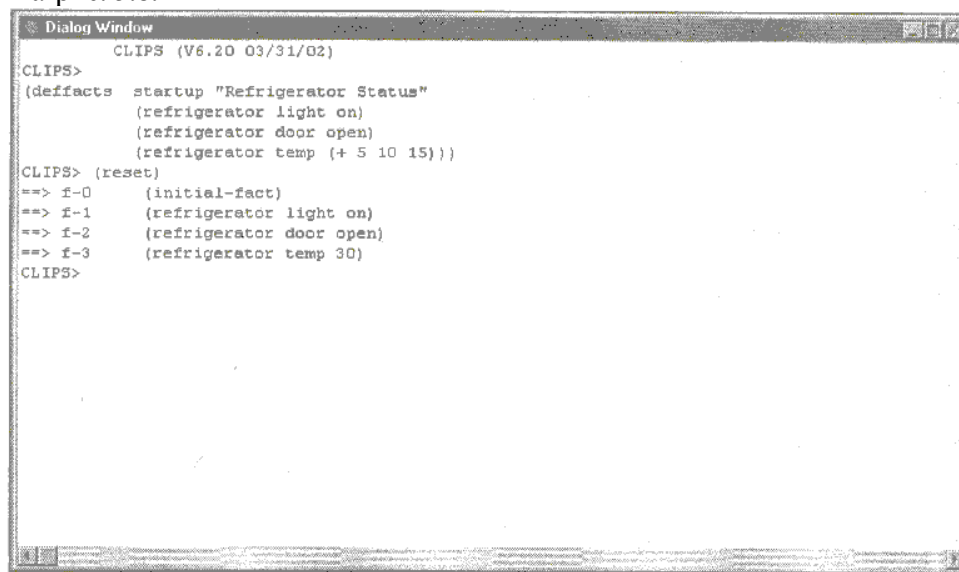 Dialog Window
CLIPS (V6.20 03/31/02)
CLIPS>
(deffacts startup "Refrigerator Status"
(refrigerator light on)
(refrigerator door open)
(refrigerator temp (+ 5 10 15)))
CLIPS> (reset)
==> f-0 (initial-fact)
==> f-1 (refrigerator light on)
==> f-2 (refrigerator door open)
==> f-3 (refrigerator temp 30)
CLIPS>